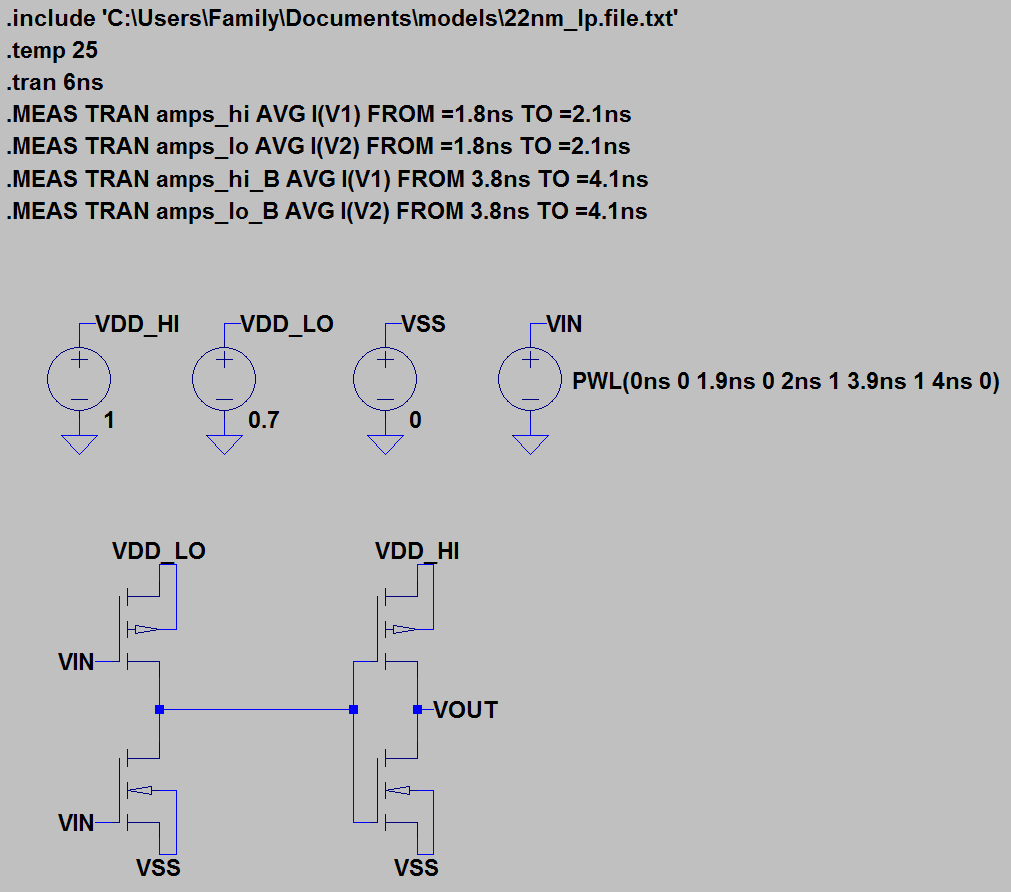 .include 'C:\Users\Family\Documents\models\22nm_lp.file.txt'
.temp 25
.tran 6ns
.MEAS TRAN amps_hi AVG I(V1) FROM =1.8ns TO =2.1ns
.MEAS TRAN amps_lo AVG I(V2) FROM =1.8ns TO =2.1ns
.MEAS TRAN amps_hi_B AVG I(V1) FROM 3.8ns TO =4.1ns
.MEAS TRAN amps_lo_B AVG I(V2) FROM 3.8ns TO =4.1ns
VDD_HI
VDD_LO
VSS
VIN
PWL(0ns 0 1.9ns 0 2ns 1 3.9ns 1 4ns 0)
1
0.7
0
VDD_LO
VDD_HI
VIN
VOUT
VIN
VSS
VSS